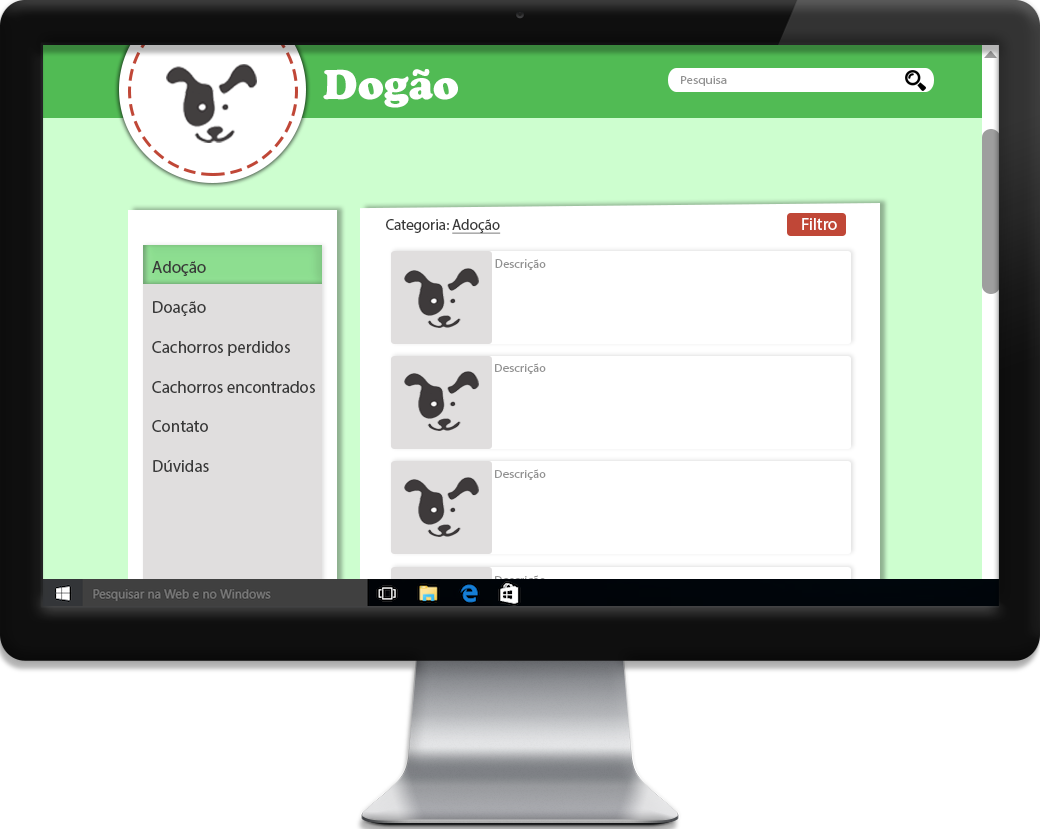 Dogão
Pesquisa
Categoria: Adoção
Filtro
Adoção
Doação
Cachorros perdidos
Cachorros encontrados
Contato
Dúvidas
Descrição
Descrição
Descrição
Descrição
Pesquisar na Web e no Windows